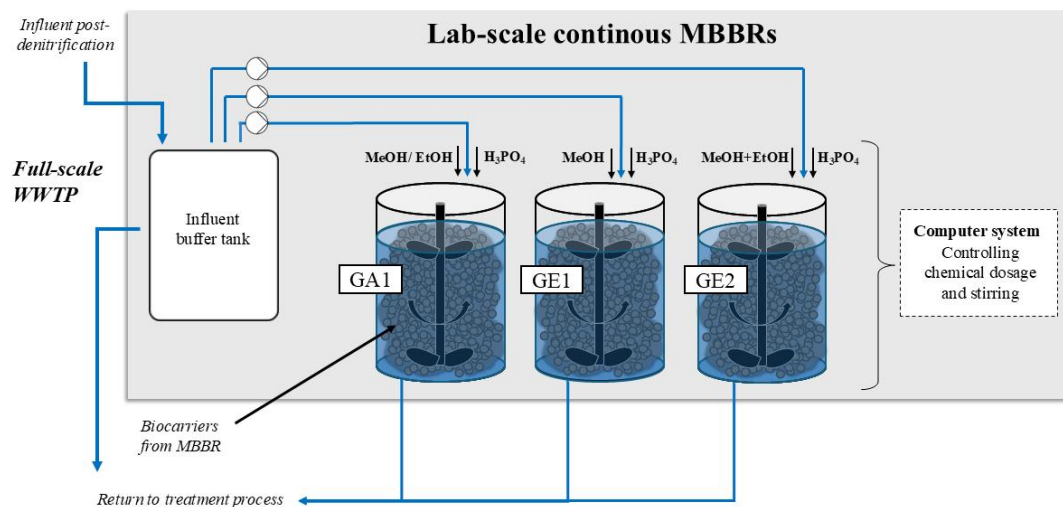 Influent post-
denitrification
Lab-scale continous MBBRs
Full-scale
WWTP
Influent
buffer tank
MeOH/ EtOH
H₃PO₄
MeOH
H₃PO₄
MeOH+EtOH
H₃PO₄
GA1
GE1
GE2
Computer system
Controlling
chemical dosage
and stirring
Biocarriers
from MBBR
Return to treatment process